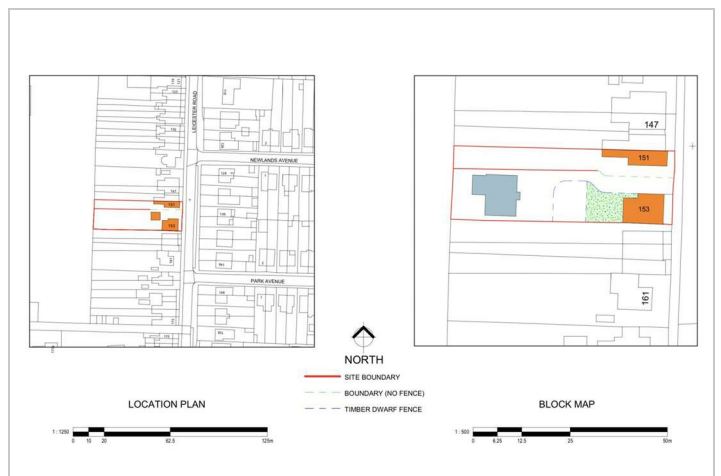 LEICESTER ROAD
NEWLANDS AVENUE
PARK AVENUE
147
151
153
161
NORTH
SITE BOUNDARY
BOUNDARY (NO FENCE)
TIMBER DWARF FENCE
LOCATION PLAN
BLOCK MAP
1 : 1250
0 10 20 62.5 125m
1 : 500
0 6.25 12.5 25 50m